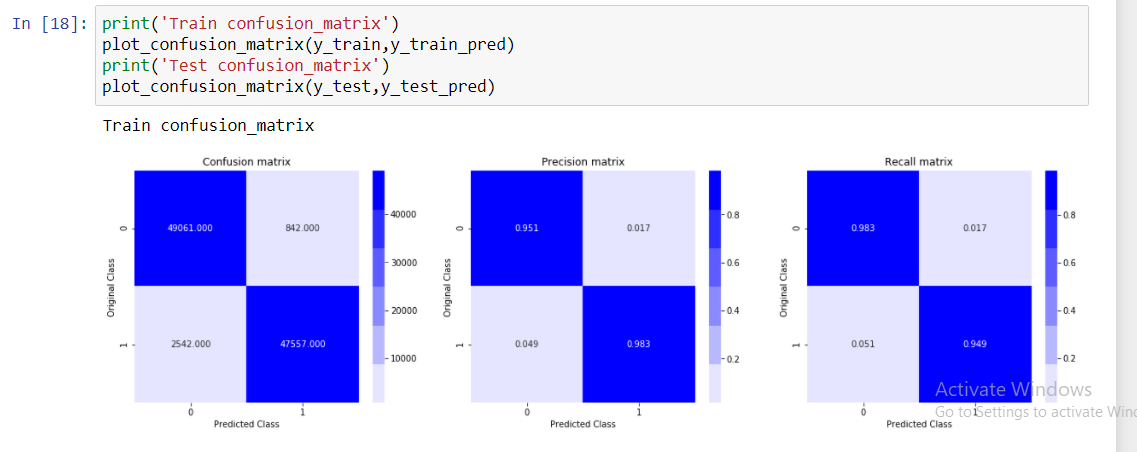 In [18]: print('Train confusion_matrix')
plot_confusion_matrix(y_train,y_train_pred)
print('Test confusion_matrix')
plot_confusion_matrix(y_test,y_test_pred)
Train confusion_matrix
Confusion matrix
Original Class
0
1
49061.000 842.000
2542.000 47557.000
0 1
Predicted Class
40000
30000
20000
10000
Precision matrix
Original Class
0
1
0.951 0.017
0.049 0.983
0 1
Predicted Class
0.8
0.6
0.4
0.2
Recall matrix
Original Class
0
1
0.983 0.017
0.051 0.949
0 1
Predicted Class
0.8
0.6
0.4
0.2
Activate Windows
Go to Settings to activate